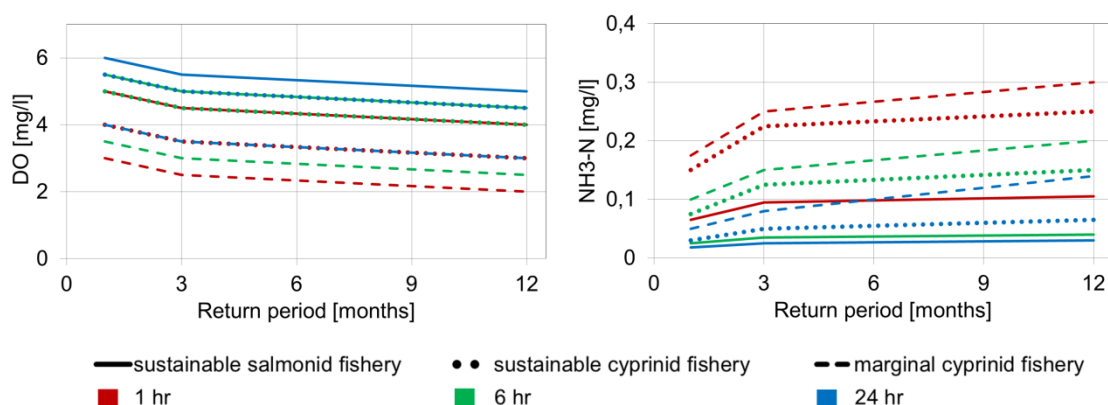 DO [mg/l]
6
4
2
0
0 3 6 9 12
Return period [months]
NH3-N [mg/l]
0,4
0,3
0,2
0,1
0
0 3 6 9 12
Return period [months]
sustainable salmonid fishery sustainable cyprinid fishery marginal cyprinid fishery
1 hr 6 hr 24 hr